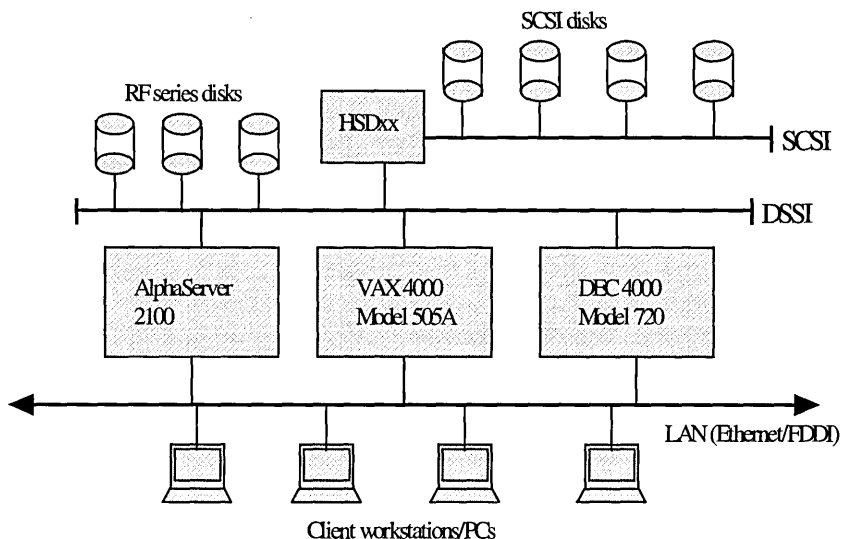 SCSI disks
RF series disks
HSDxx
SCSI
DSSI
AlphaServer
2100
VAX 4000
Model 505A
DEC 4000
Model 720
LAN (Ethernet/FDDI)
Client workstations/PCs